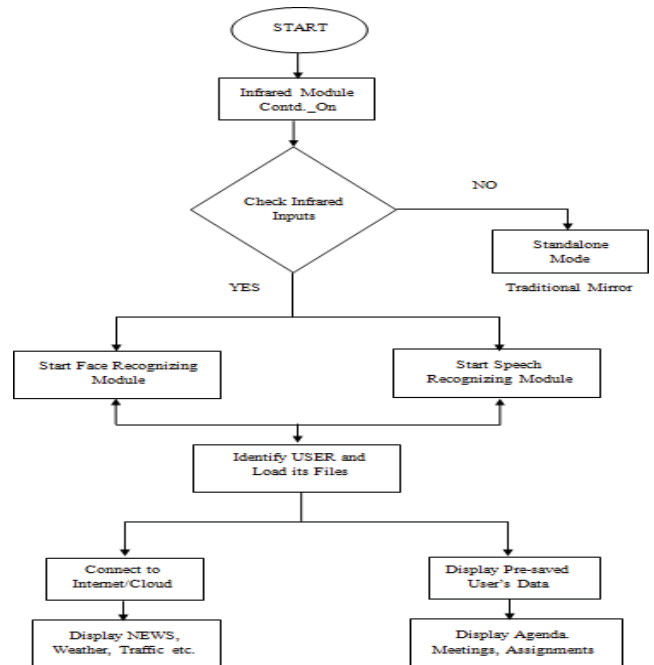 START
Infrared Module
Contd._On
Check Infrared
Inputs
NO
Standalone
Mode
Traditional Mirror
YES
Start Face Recognizing
Module
Start Speech
Recognizing Module
Identify USER and
Load its Files
Connect to
Internet/Cloud
Display Pre-saved
User's Data
Display NEWS,
Weather, Traffic etc.
Display Agenda.
Meetings, Assignments